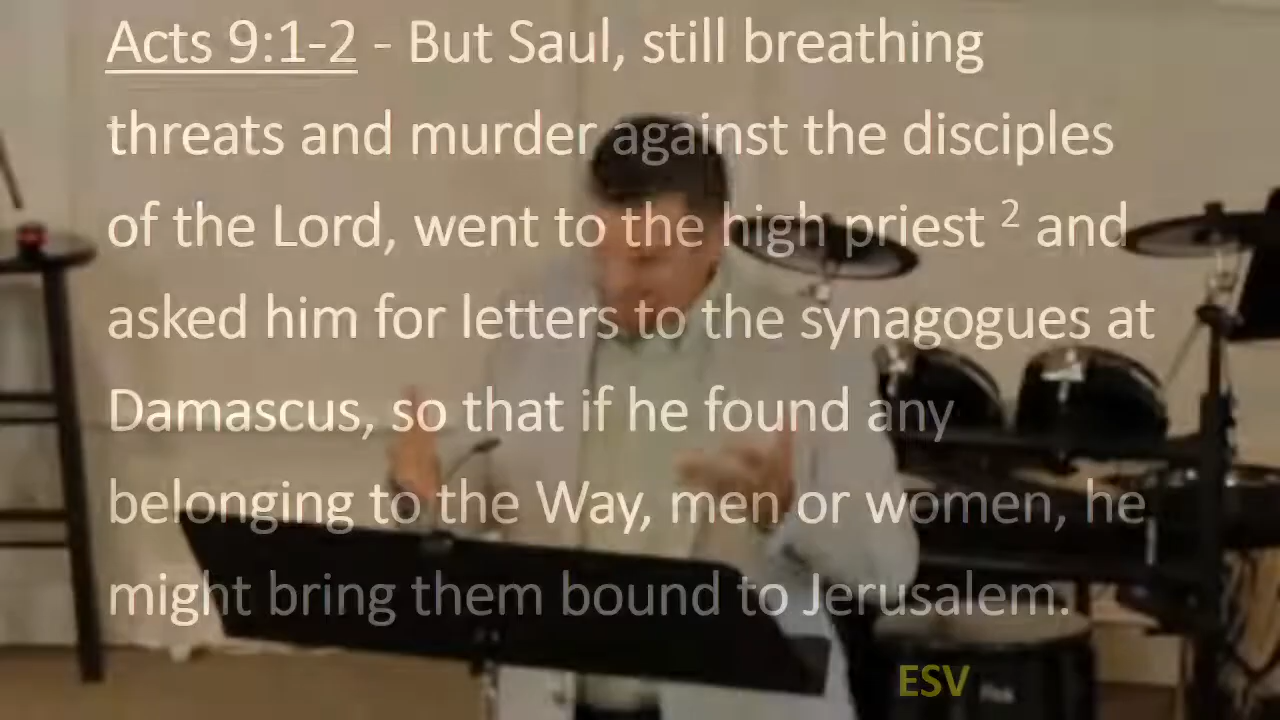 Acts 9:1-2 - But Saul, still breathing
threats and murder against the disciples
of the Lord, went to the high priest ² and
asked him for letters to the synagogues at
Damascus, so that if he found any
belonging to the Way, men or women, he
might bring them bound to Jerusalem.
ESV